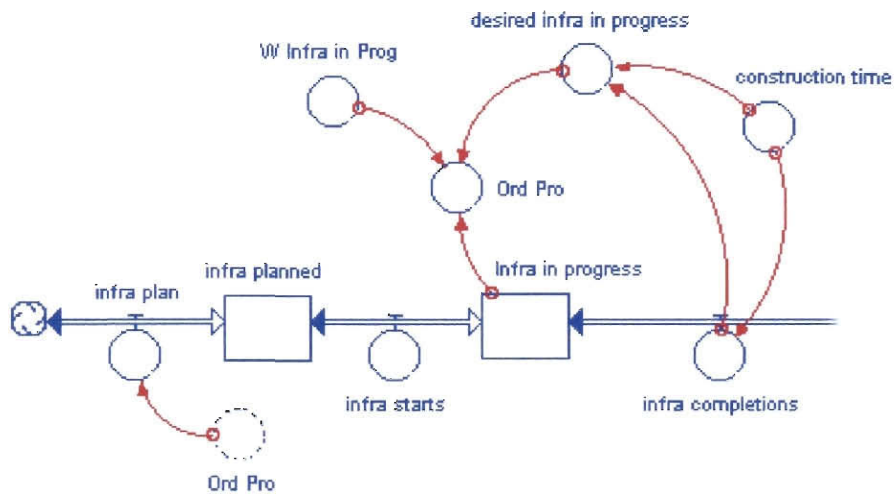 desired infra in progress
W Infra in Prog
construction time
Ord Pro
infra planned
Infra in progress
infra plan
infra starts
infra completions
Ord Pro